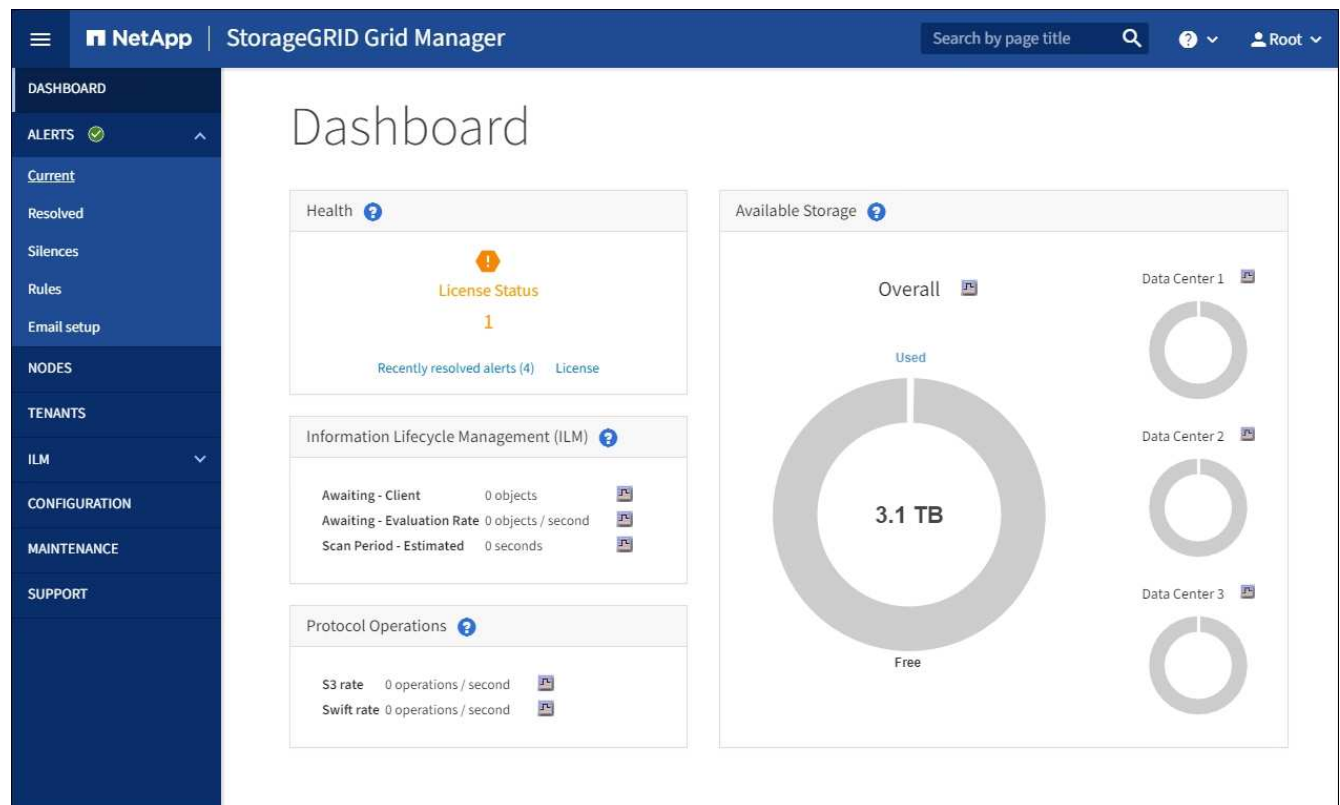 NetApp | StorageGRID Grid Manager
Search by page title
Root
DASHBOARD
ALERTS
Current
Resolved
Silences
Rules
Email setup
NODES
TENANTS
ILM
CONFIGURATION
MAINTENANCE
SUPPORT
Dashboard
Health
License Status
1
Recently resolved alerts (4) License
Information Lifecycle Management (ILM)
Awaiting - Client 0 objects
Awaiting - Evaluation Rate 0 objects / second
Scan Period - Estimated 0 seconds
Protocol Operations
S3 rate 0 operations / second
Swift rate 0 operations / second
Available Storage
Overall
Used
3.1 TB
Free
Data Center 1
Data Center 2
Data Center 3